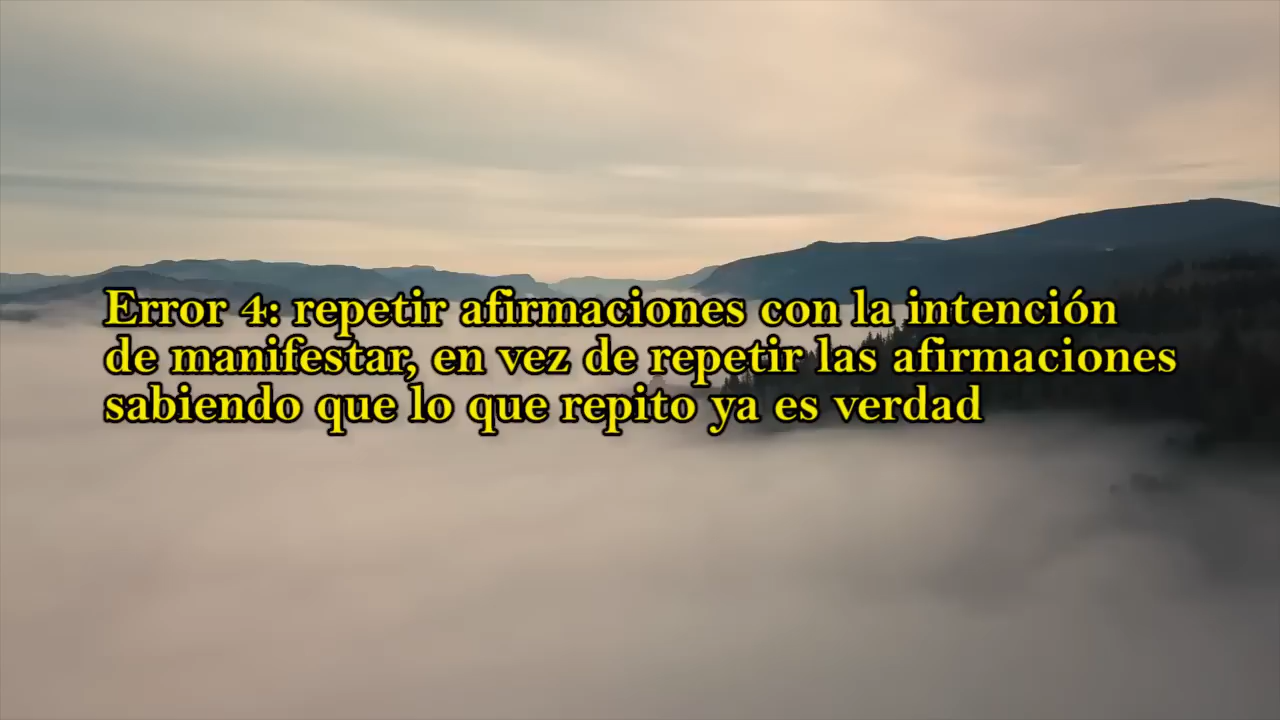 Error 4: repetir afirmaciones con la intención
de manifestar, en vez de repetir las afirmaciones
sabiendo que lo que repito ya es verdad